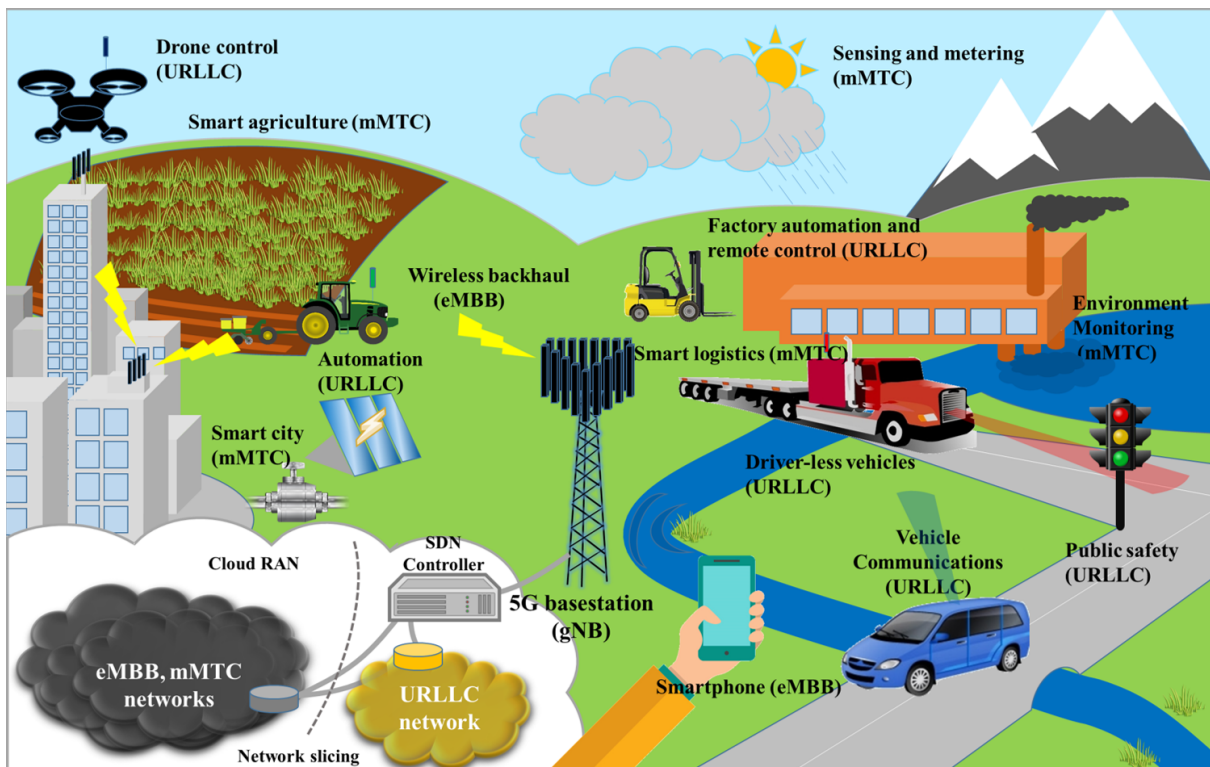 Drone control
(URLLC)
Sensing and metering
(mMTC)
Smart agriculture (mMTC)
Factory automation and
remote control (URLLC)
Wireless backhaul
(eMBB)
Environment
Monitoring
(mMTC)
Smart logistics (mMTC)
Automation
(URLLC)
Smart city
(mMTC)
Driver-less vehicles
(URLLC)
Vehicle
Communications
(URLLC)
Public safety
(URLLC)
Cloud RAN
SDN
Controller
5G basestation
(gNB)
eMBB, mMTC
networks
URLLC
network
Smartphone (eMBB)
Network slicing